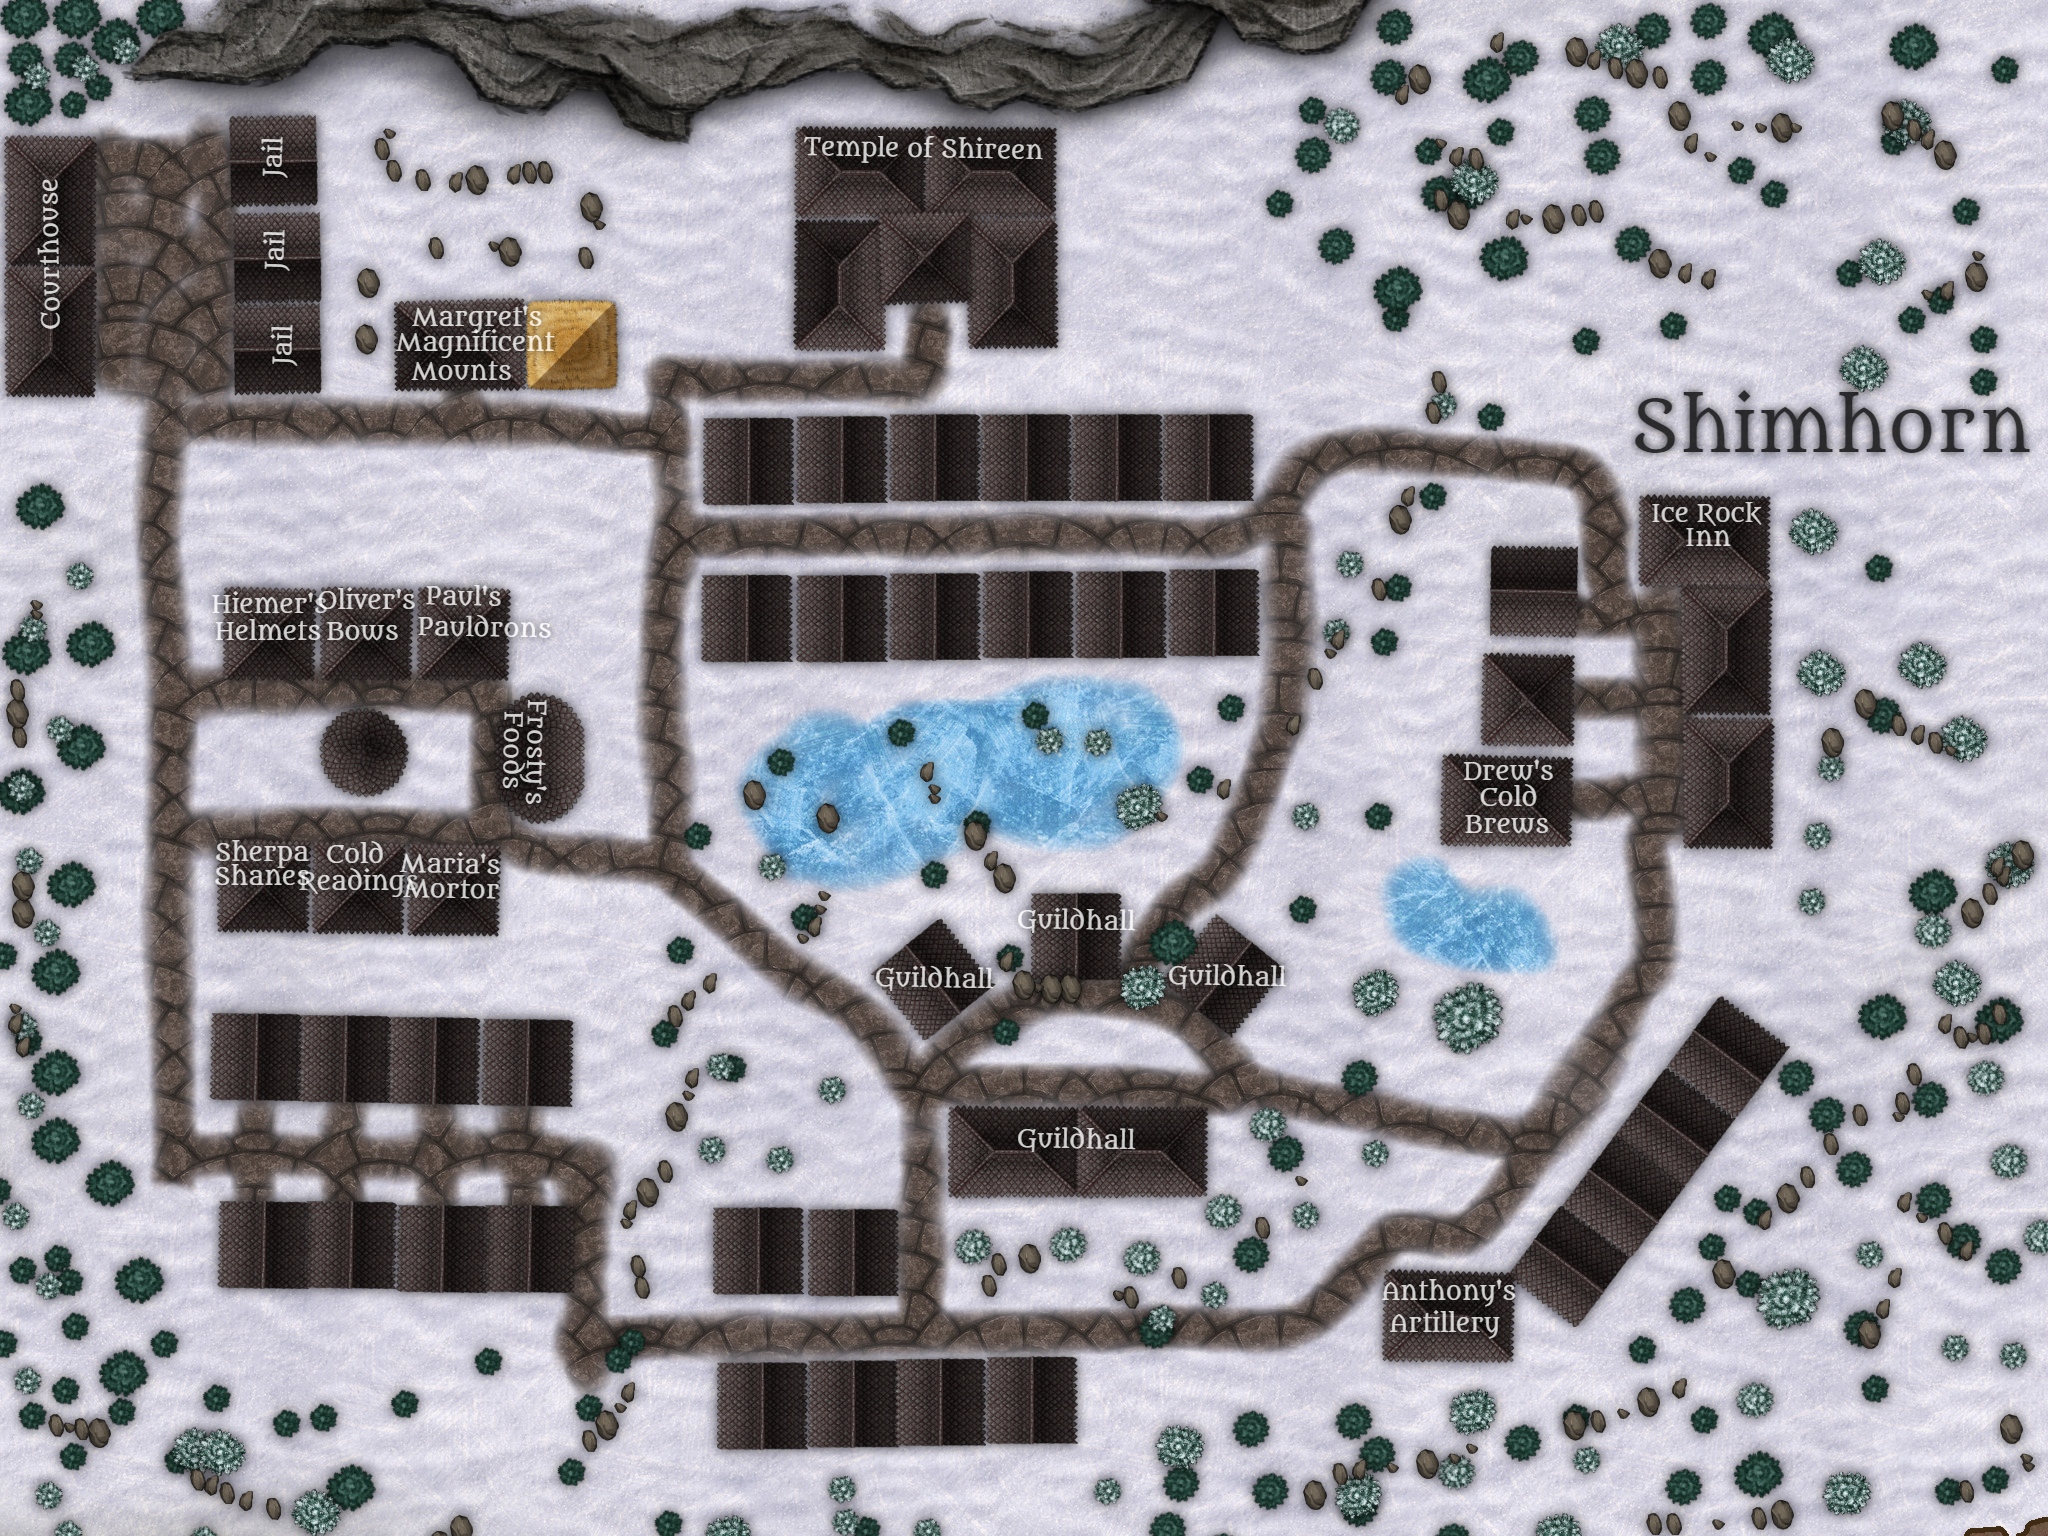 Temple of Shireen
Courthouse
Jail
Jail
Jail
Margret's
Magnificent
Mounts
Shimhorn
Ice Rock
Inn
Hiemer's
Helmets
Oliver's
Bows
Paul's
Pauldrons
Frosty's
Foods
Drew's
Cold
Brews
Sherpa
Shanes
Cold
Readings
Maria's
Mortor
Guildhall
Guildhall
Guildhall
Guildhall
Anthony's
Artillery